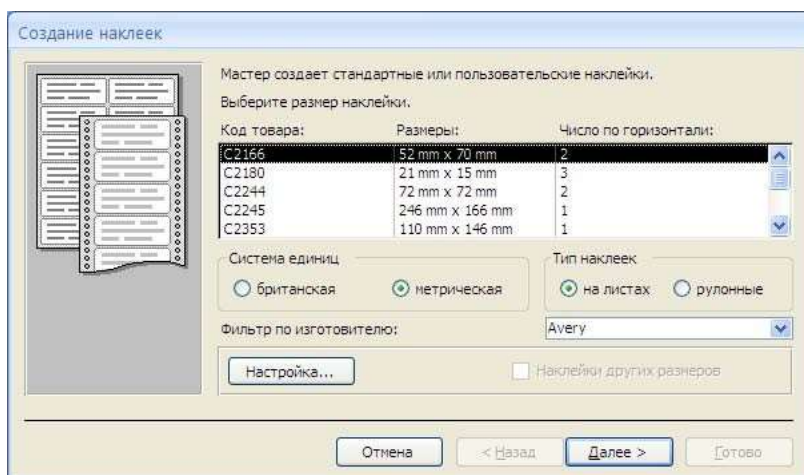 Создание наклеек
Мастер создает стандартные или пользовательские наклейки.
Выберите размер наклейки.
Код товара: Размеры: Число по горизонтали:
C2166 52 mm x 70 mm 2
C2180 21 mm x 15 mm 3
C2244 72 mm x 72 mm 2
C2245 246 mm x 166 mm 1
C2353 110 mm x 146 mm 1
Система единиц Тип наклеек
британская метрическая на листах рулонные
Фильтр по изготовителю: Avery
Настройка... Наклейки других размеров
Отмена < Назад Далее > Готово